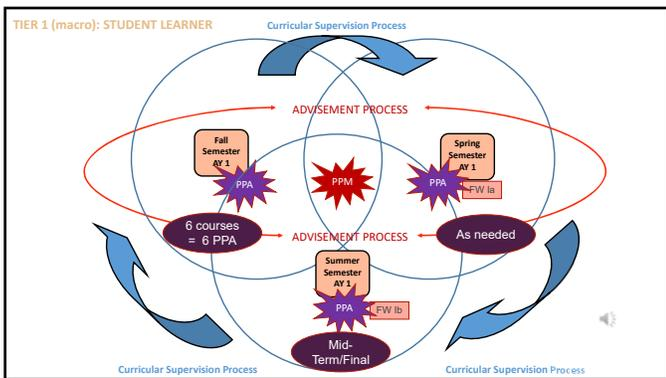 TIER 1 (macro): STUDENT LEARNER
Curricular Supervision Process
ADVISEMENT PROCESS
Fall
Semester
AY 1
PPA
PPM
Spring
Semester
AY 1
PPA
FW Ia
6 courses
= 6 PPA
ADVISEMENT PROCESS
As needed
Summer
Semester
AY 1
PPA
FW Ib
Mid-
Term/Final
Curricular Supervision Process
Curricular Supervision Process